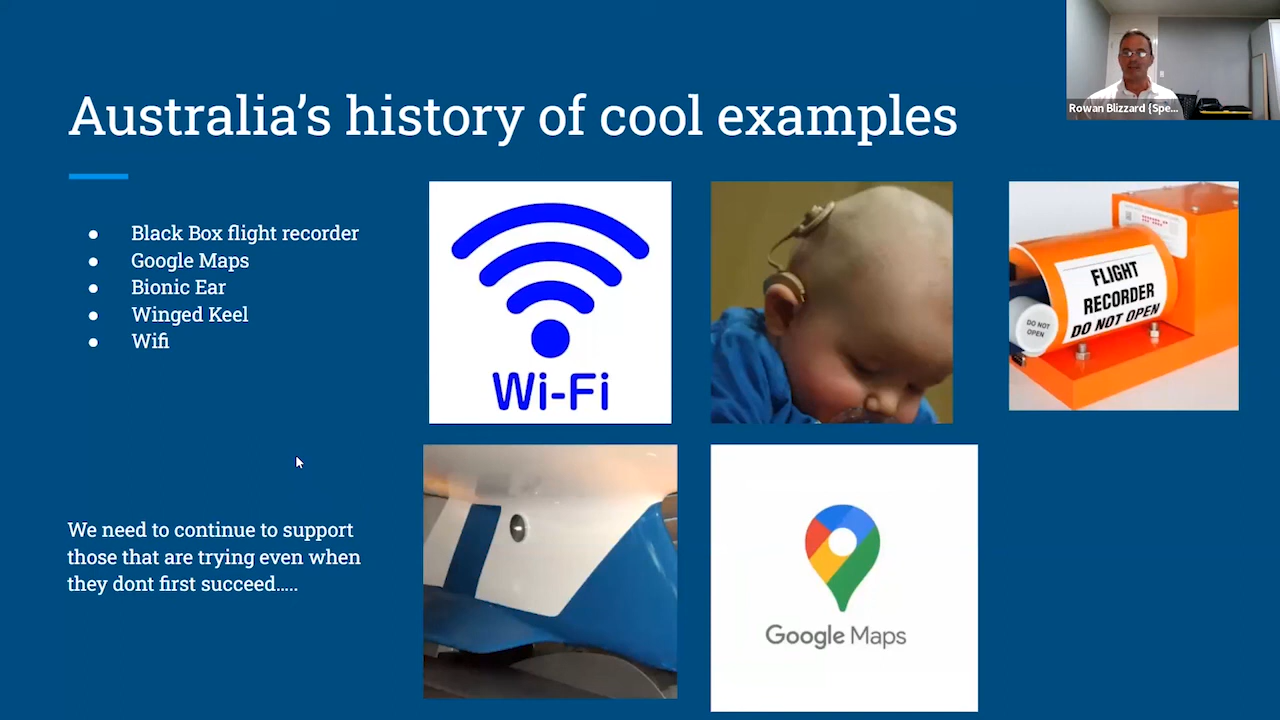 Australia's history of cool examples
Rowan Blizzard (Spe...
Black Box flight recorder
Google Maps
Bionic Ear
Winged Keel
Wifi
Wi-Fi
FLIGHT
RECORDER
DO NOT OPEN
DO NOT
OPEN
We need to continue to support
those that are trying even when
they dont first succeed.....
Google Maps